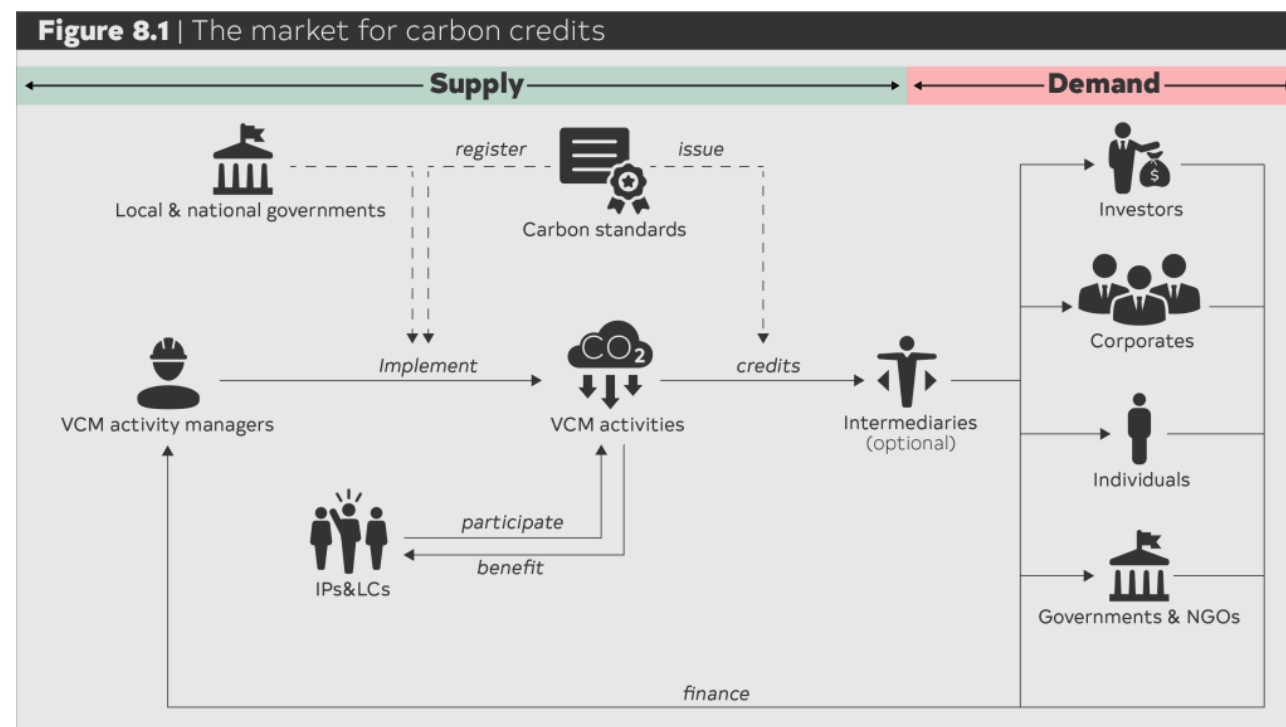 Figure 8.1 | The market for carbon credits
Supply
Demand
register
issue
Local & national governments
Carbon standards
$
Investors
Corporates
Implement
CO2
credits
VCM activity managers
VCM activities
Intermediaries
(optional)
Individuals
participate
benefit
IPs&LCs
Governments & NGOs
finance